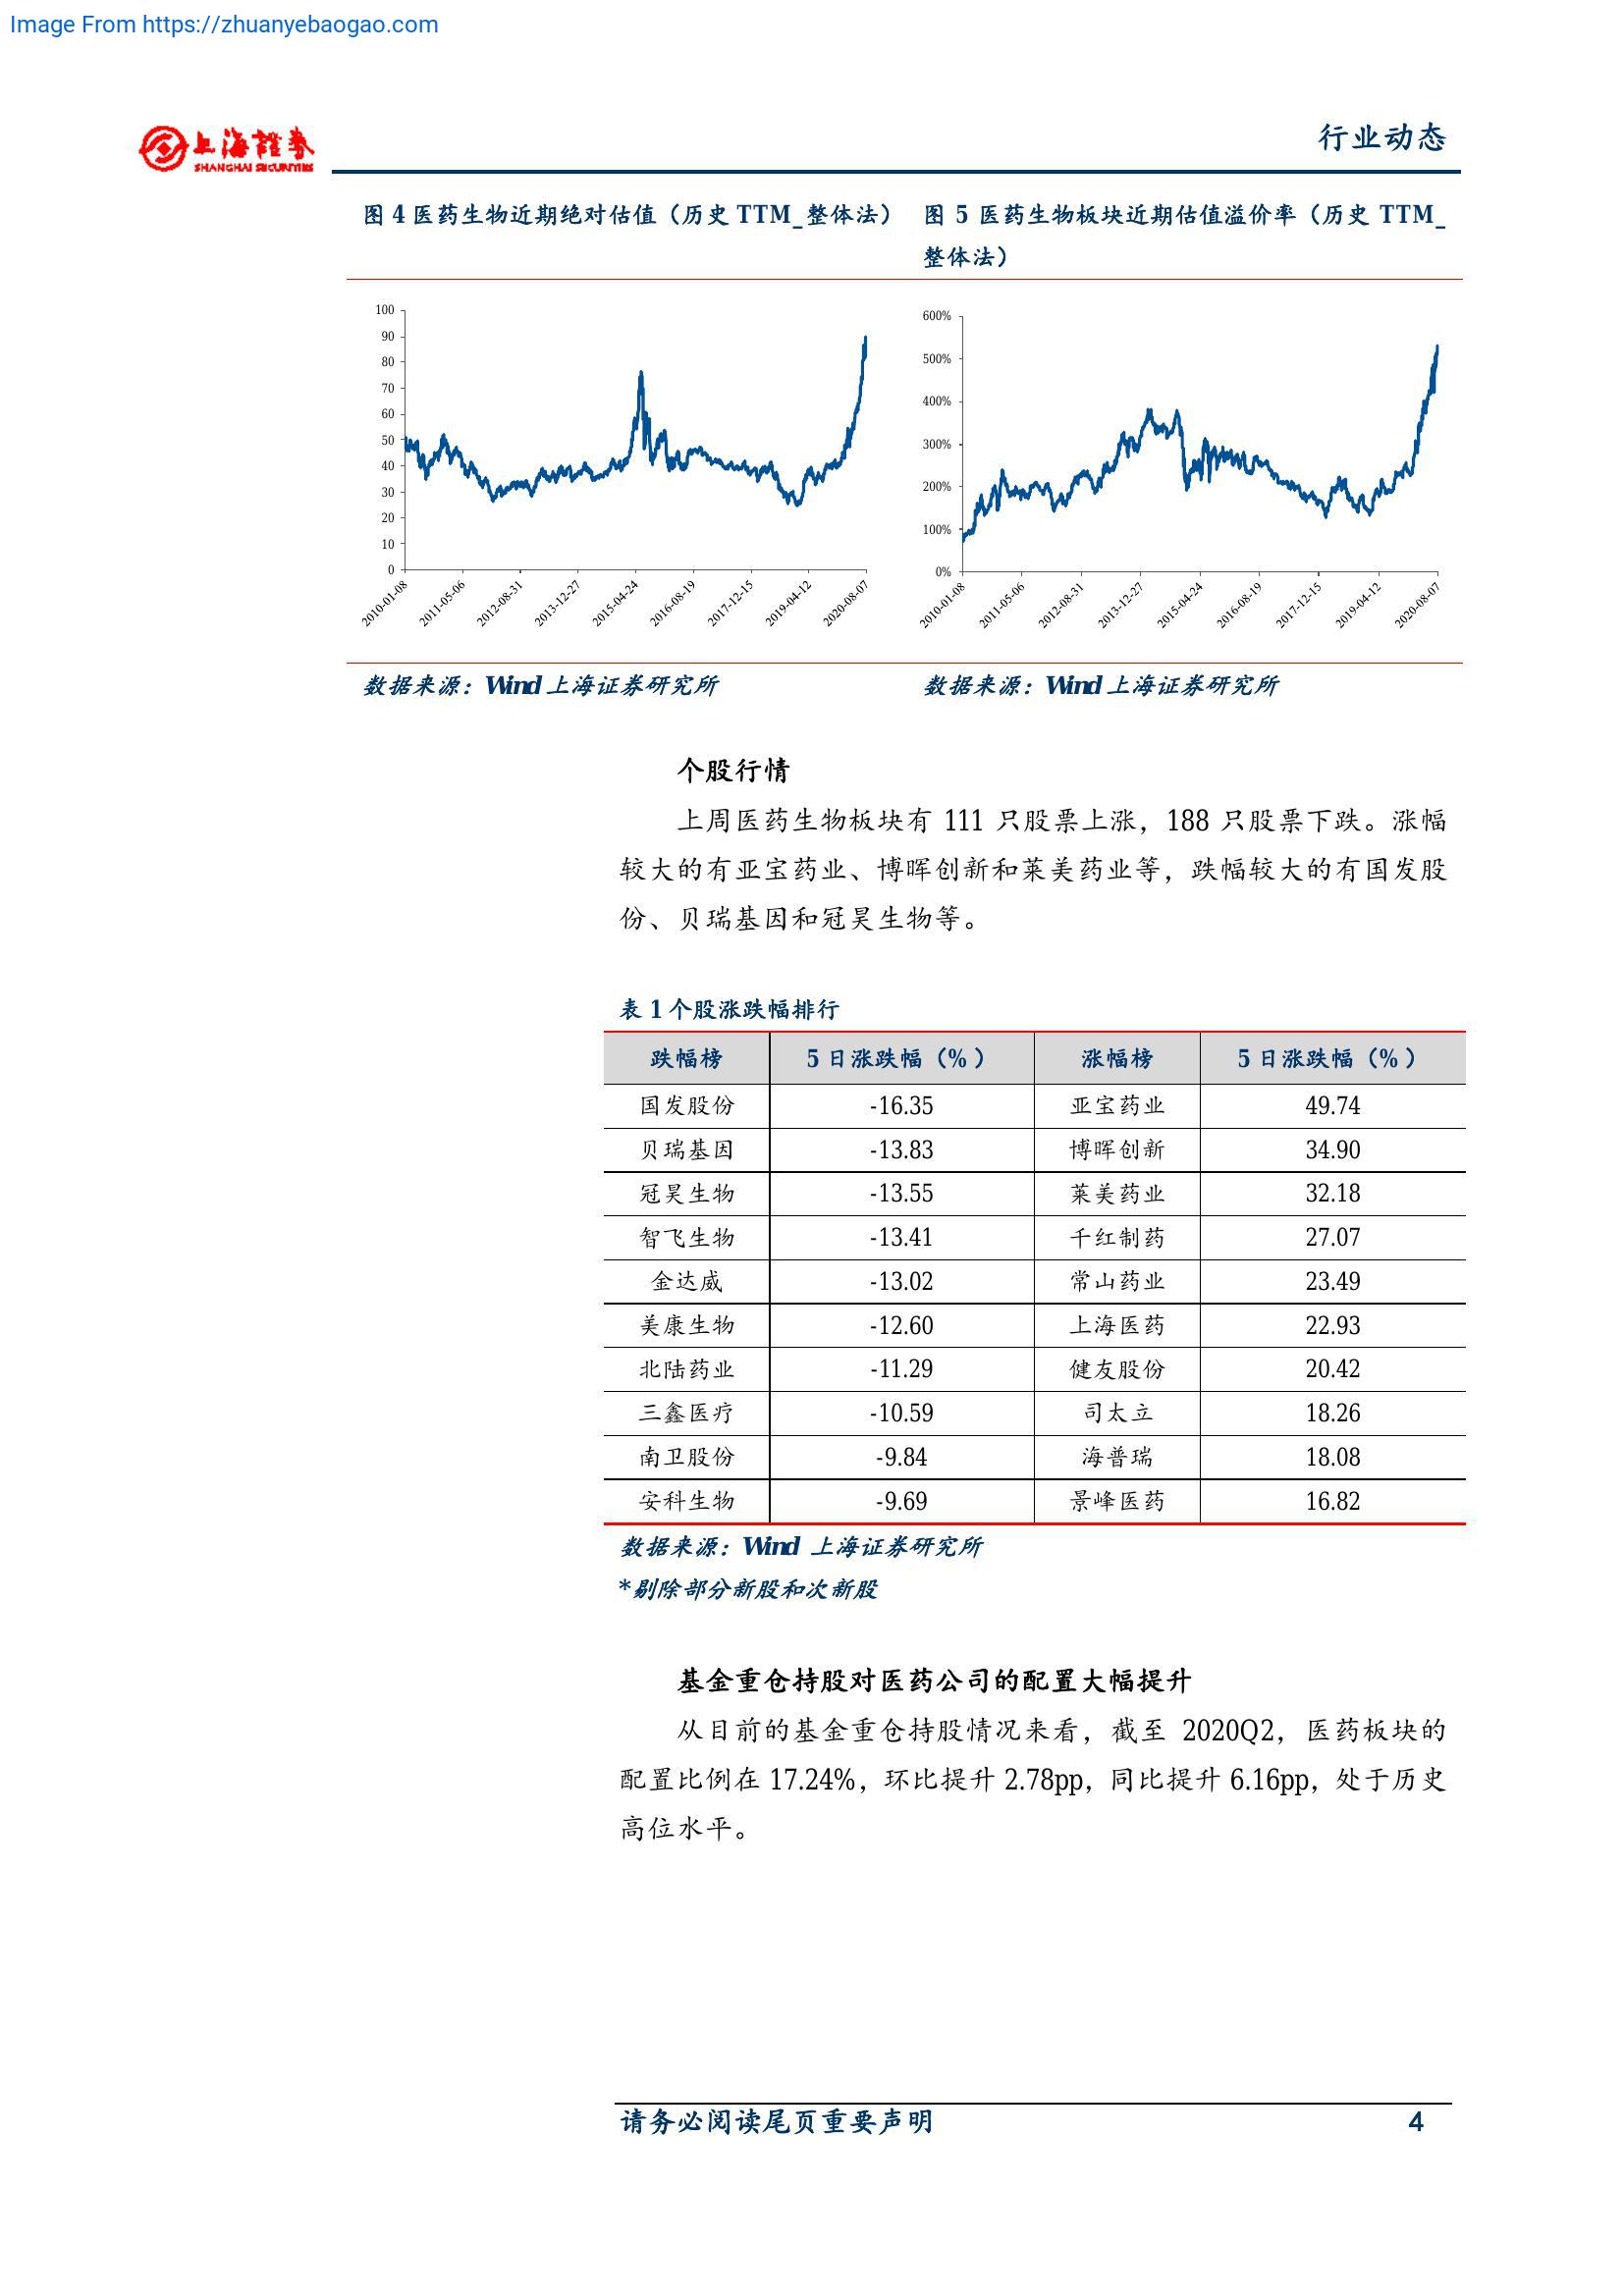 Image From https://zhuanyebaogao.com
上海證券
SHANGHAI SECURITIES
行业动态
图 4 医药生物近期绝对估值（历史 TTM_整体法）
图 5 医药生物板块近期估值溢价率（历史 TTM_
整体法）
100
90
80
70
60
50
40
30
20
10
0
2010-01-08 2011-05-06 2012-08-31 2013-12-27 2015-04-24 2016-08-19 2017-12-15 2019-04-12 2020-08-07
600%
500%
400%
300%
200%
100%
0%
2010-01-08 2011-05-06 2012-08-31 2013-12-27 2015-04-24 2016-08-19 2017-12-15 2019-04-12 2020-08-07
数据来源：Wind 上海证券研究所
数据来源：Wind 上海证券研究所
个股行情
上周医药生物板块有 111 只股票上涨，188 只股票下跌。涨幅
较大的有亚宝药业、博晖创新和莱美药业等，跌幅较大的有国发股
份、贝瑞基因和冠昊生物等。
表 1 个股涨跌幅排行
跌幅榜 5 日涨跌幅（%） 涨幅榜 5 日涨跌幅（%）
国发股份 -16.35 亚宝药业 49.74
贝瑞基因 -13.83 博晖创新 34.90
冠昊生物 -13.55 莱美药业 32.18
智飞生物 -13.41 千红制药 27.07
金达威 -13.02 常山药业 23.49
美康生物 -12.60 上海医药 22.93
北陆药业 -11.29 健友股份 20.42
三鑫医疗 -10.59 司太立 18.26
南卫股份 -9.84 海普瑞 18.08
安科生物 -9.69 景峰医药 16.82
数据来源：Wind 上海证券研究所
*剔除部分新股和次新股
基金重仓持股对医药公司的配置大幅提升
从目前的基金重仓持股情况来看，截至 2020Q2，医药板块的
配置比例在 17.24%，环比提升 2.78pp，同比提升 6.16pp，处于历史
高位水平。
请务必阅读尾页重要声明
4